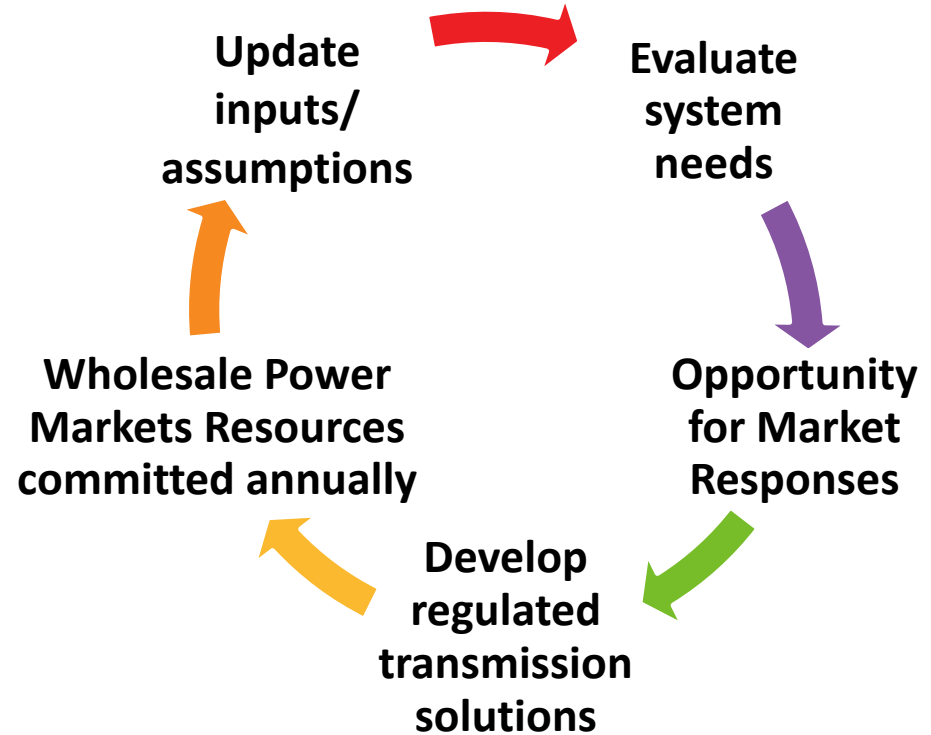 Update
inputs/
assumptions
Evaluate
system
needs
Opportunity
for Market
Responses
Develop
regulated
transmission
solutions
Wholesale Power
Markets Resources
committed annually